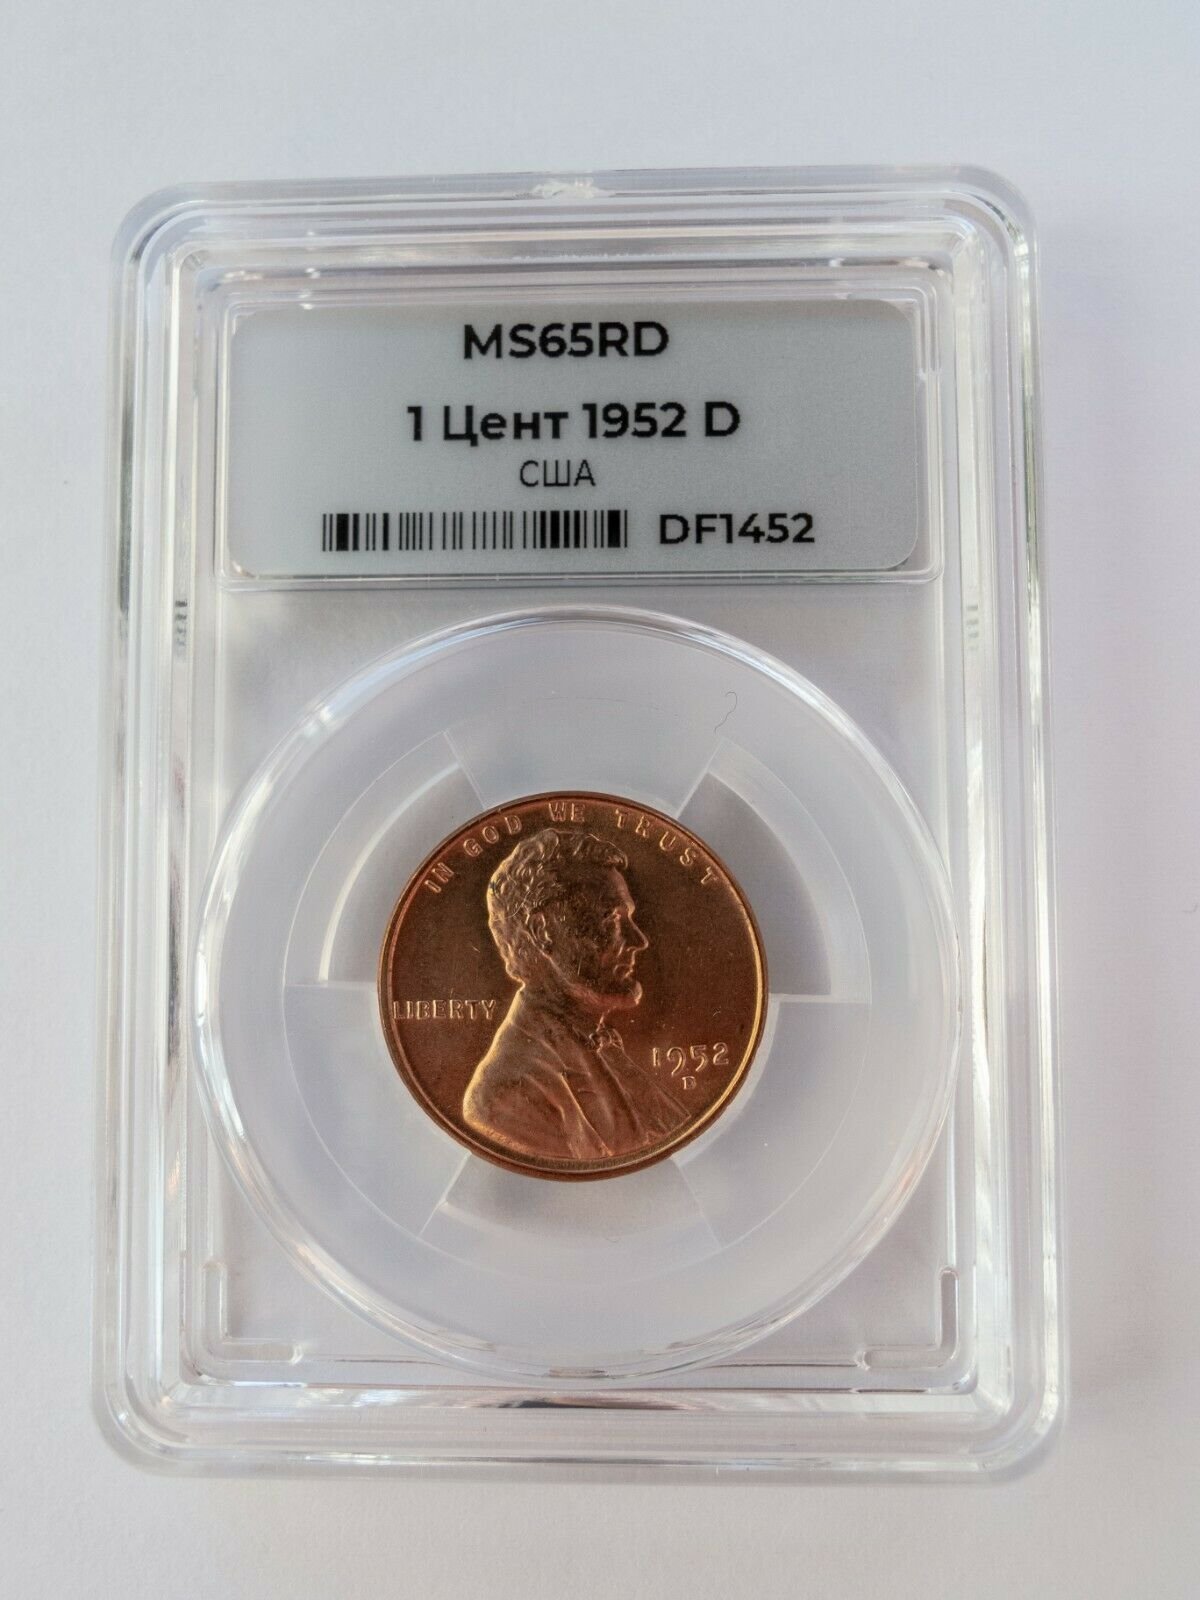 MS65RD
1 Цент 1952 D
США
DF1452
IN GOD WE TRUST
LIBERTY
1952
D